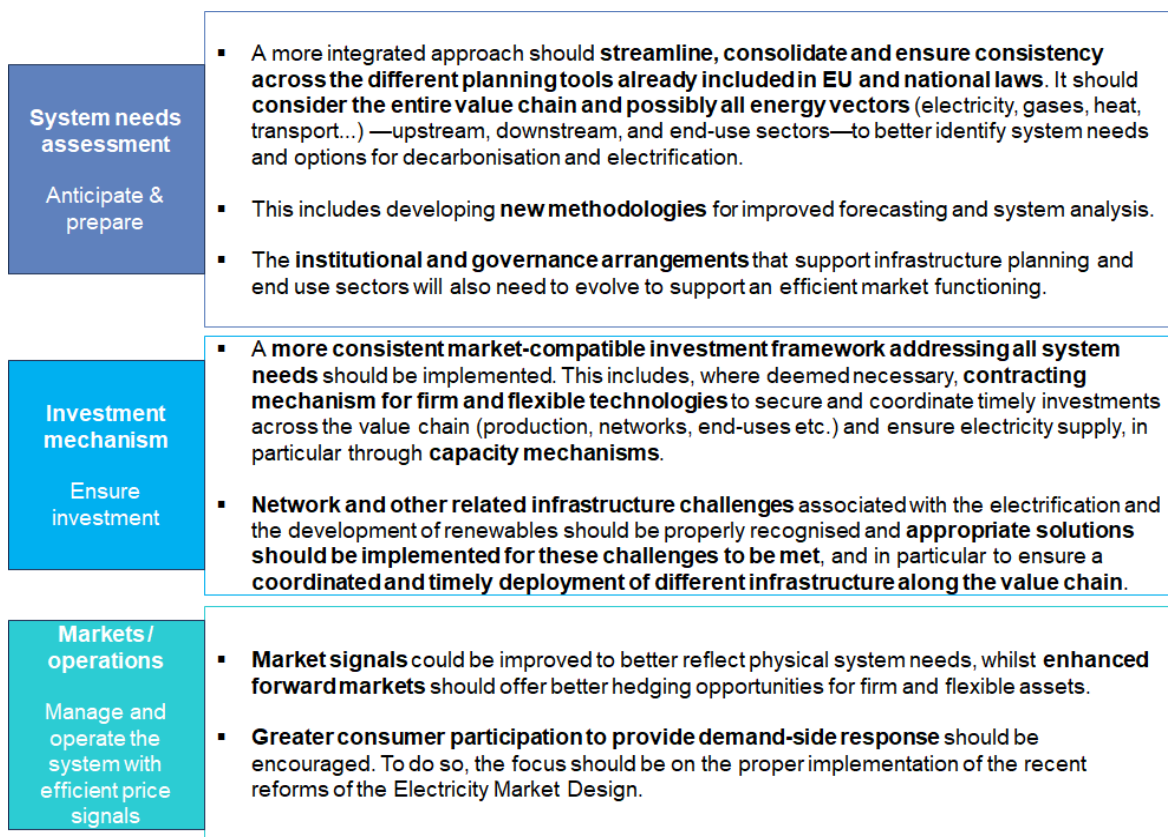 System needs
assessment
Anticipate &
prepare
▪ A more integrated approach should streamline, consolidate and ensure consistency
across the different planning tools already included in EU and national laws. It should
consider the entire value chain and possibly all energy vectors (electricity, gases, heat,
transport...) —upstream, downstream, and end-use sectors—to better identify system needs
and options for decarbonisation and electrification.
▪ This includes developing new methodologies for improved forecasting and system analysis.
▪ The institutional and governance arrangements that support infrastructure planning and
end use sectors will also need to evolve to support an efficient market functioning.
Investment
mechanism
Ensure
investment
▪ A more consistent market-compatible investment framework addressing all system
needs should be implemented. This includes, where deemed necessary, contracting
mechanism for firm and flexible technologies to secure and coordinate timely investments
across the value chain (production, networks, end-uses etc.) and ensure electricity supply, in
particular through capacity mechanisms.
▪ Network and other related infrastructure challenges associated with the electrification and
the development of renewables should be properly recognised and appropriate solutions
should be implemented for these challenges to be met, and in particular to ensure a
coordinated and timely deployment of different infrastructure along the value chain.
Markets /
operations
Manage and
operate the
system with
efficient price
signals
▪ Market signals could be improved to better reflect physical system needs, whilst enhanced
forward markets should offer better hedging opportunities for firm and flexible assets.
▪ Greater consumer participation to provide demand-side response should be
encouraged. To do so, the focus should be on the proper implementation of the recent
reforms of the Electricity Market Design.